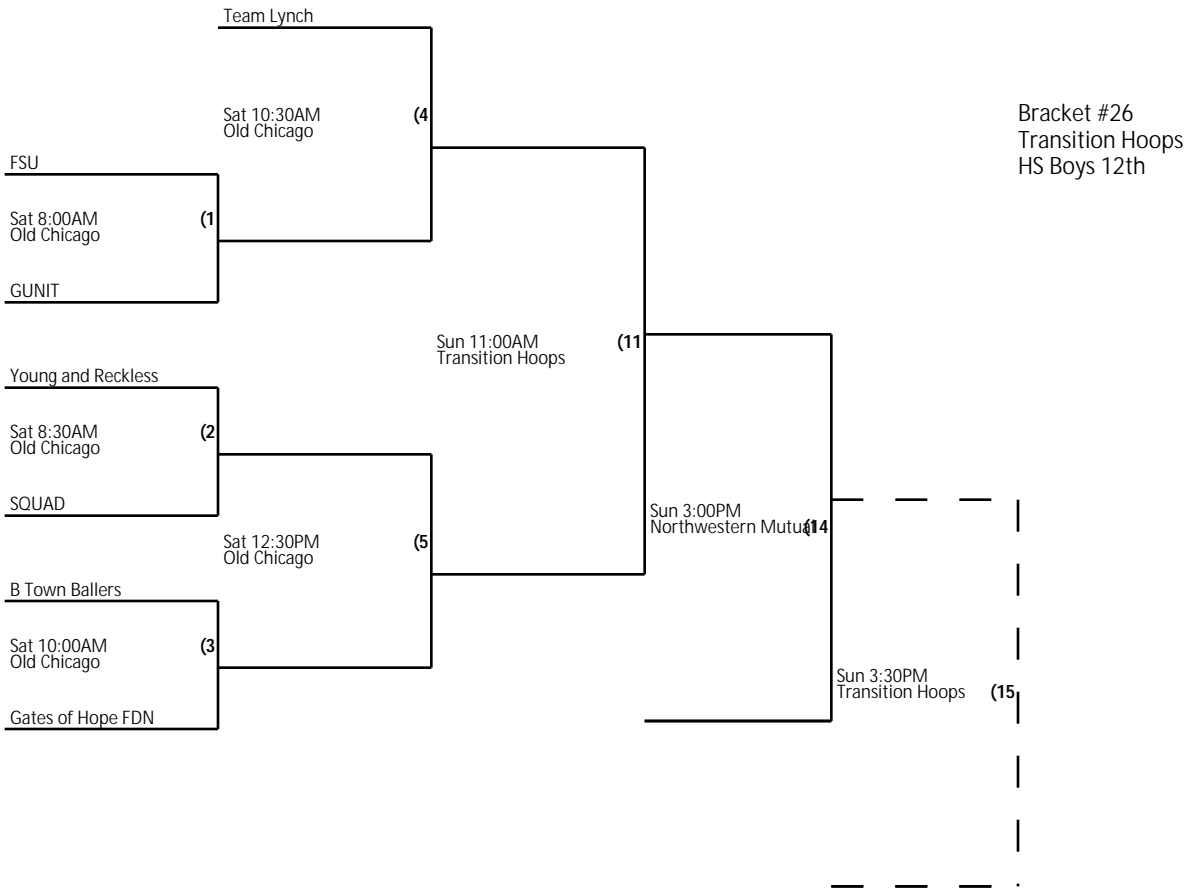 Team Lynch
Sat 10:30AM (4
Old Chicago
Bracket #26
Transition Hoops
HS Boys 12th
FSU
Sat 8:00AM (1
Old Chicago
GUNIT
Sun 11:00AM (11
Transition Hoops
Young and Reckless
Sat 8:30AM (2
Old Chicago
SQUAD
Sun 3:00PM
Northwestern Mutual (14
Sat 12:30PM (5
Old Chicago
B Town Ballers
Sat 10:00AM (3
Old Chicago
Sun 3:30PM
Transition Hoops (15
Gates of Hope FDN